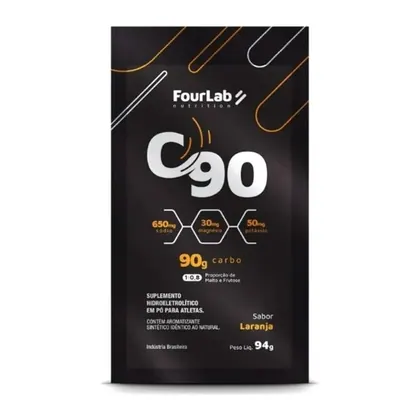 FourLab
nutrition
C90
650mg 30mg 50mg
sódio magnésio potássio
90g carbo
1:0,8 Proporção de
Malto e Frutose
SUPLEMENTO
HIDROELETROLÍTICO
EM PÓ PARA ATLETAS.
CONTÉM AROMATIZANTE
SINTÉTICO IDÊNTICO AO NATURAL.
Indústria Brasileira
Sabor
Laranja
Peso Líq. 94g